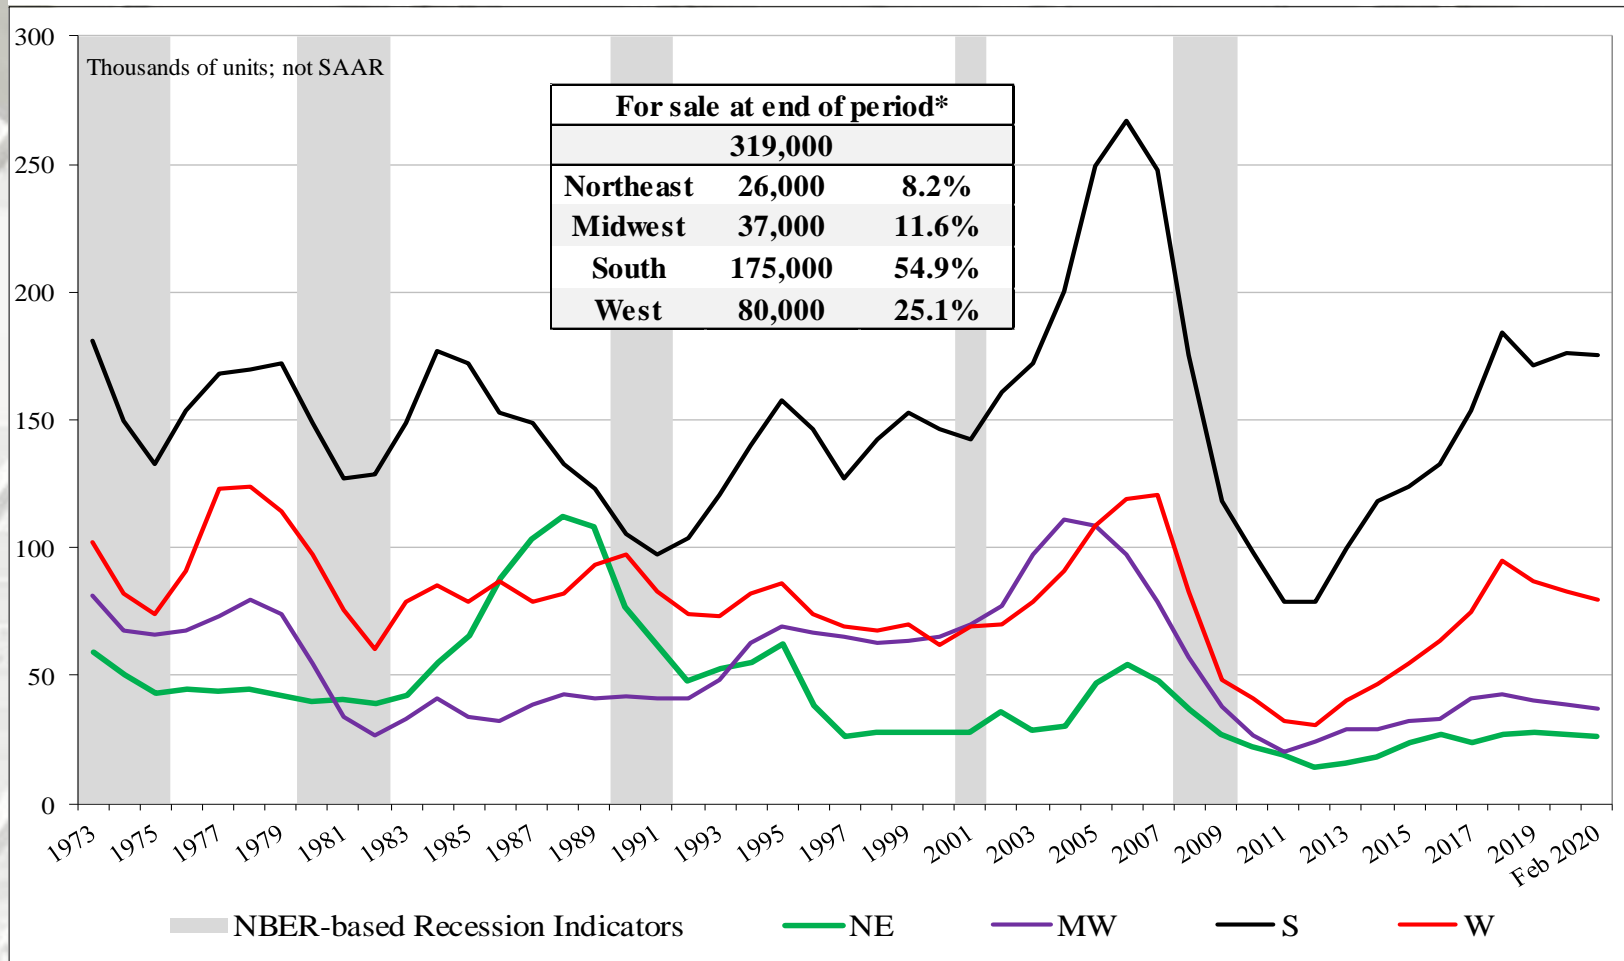 300
Thousands of units; not SAAR
For sale at end of period*
319,000
Northeast 26,000 8.2%
Midwest 37,000 11.6%
South 175,000 54.9%
West 80,000 25.1%
250
200
150
100
50
0
1973 1975 1977 1979 1981 1983 1985 1987 1989 1991 1993 1995 1997 1999 2001 2003 2005 2007 2009 2011 2013 2015 2017 2019 Feb 2020
NBER-based Recession Indicators NE MW S W